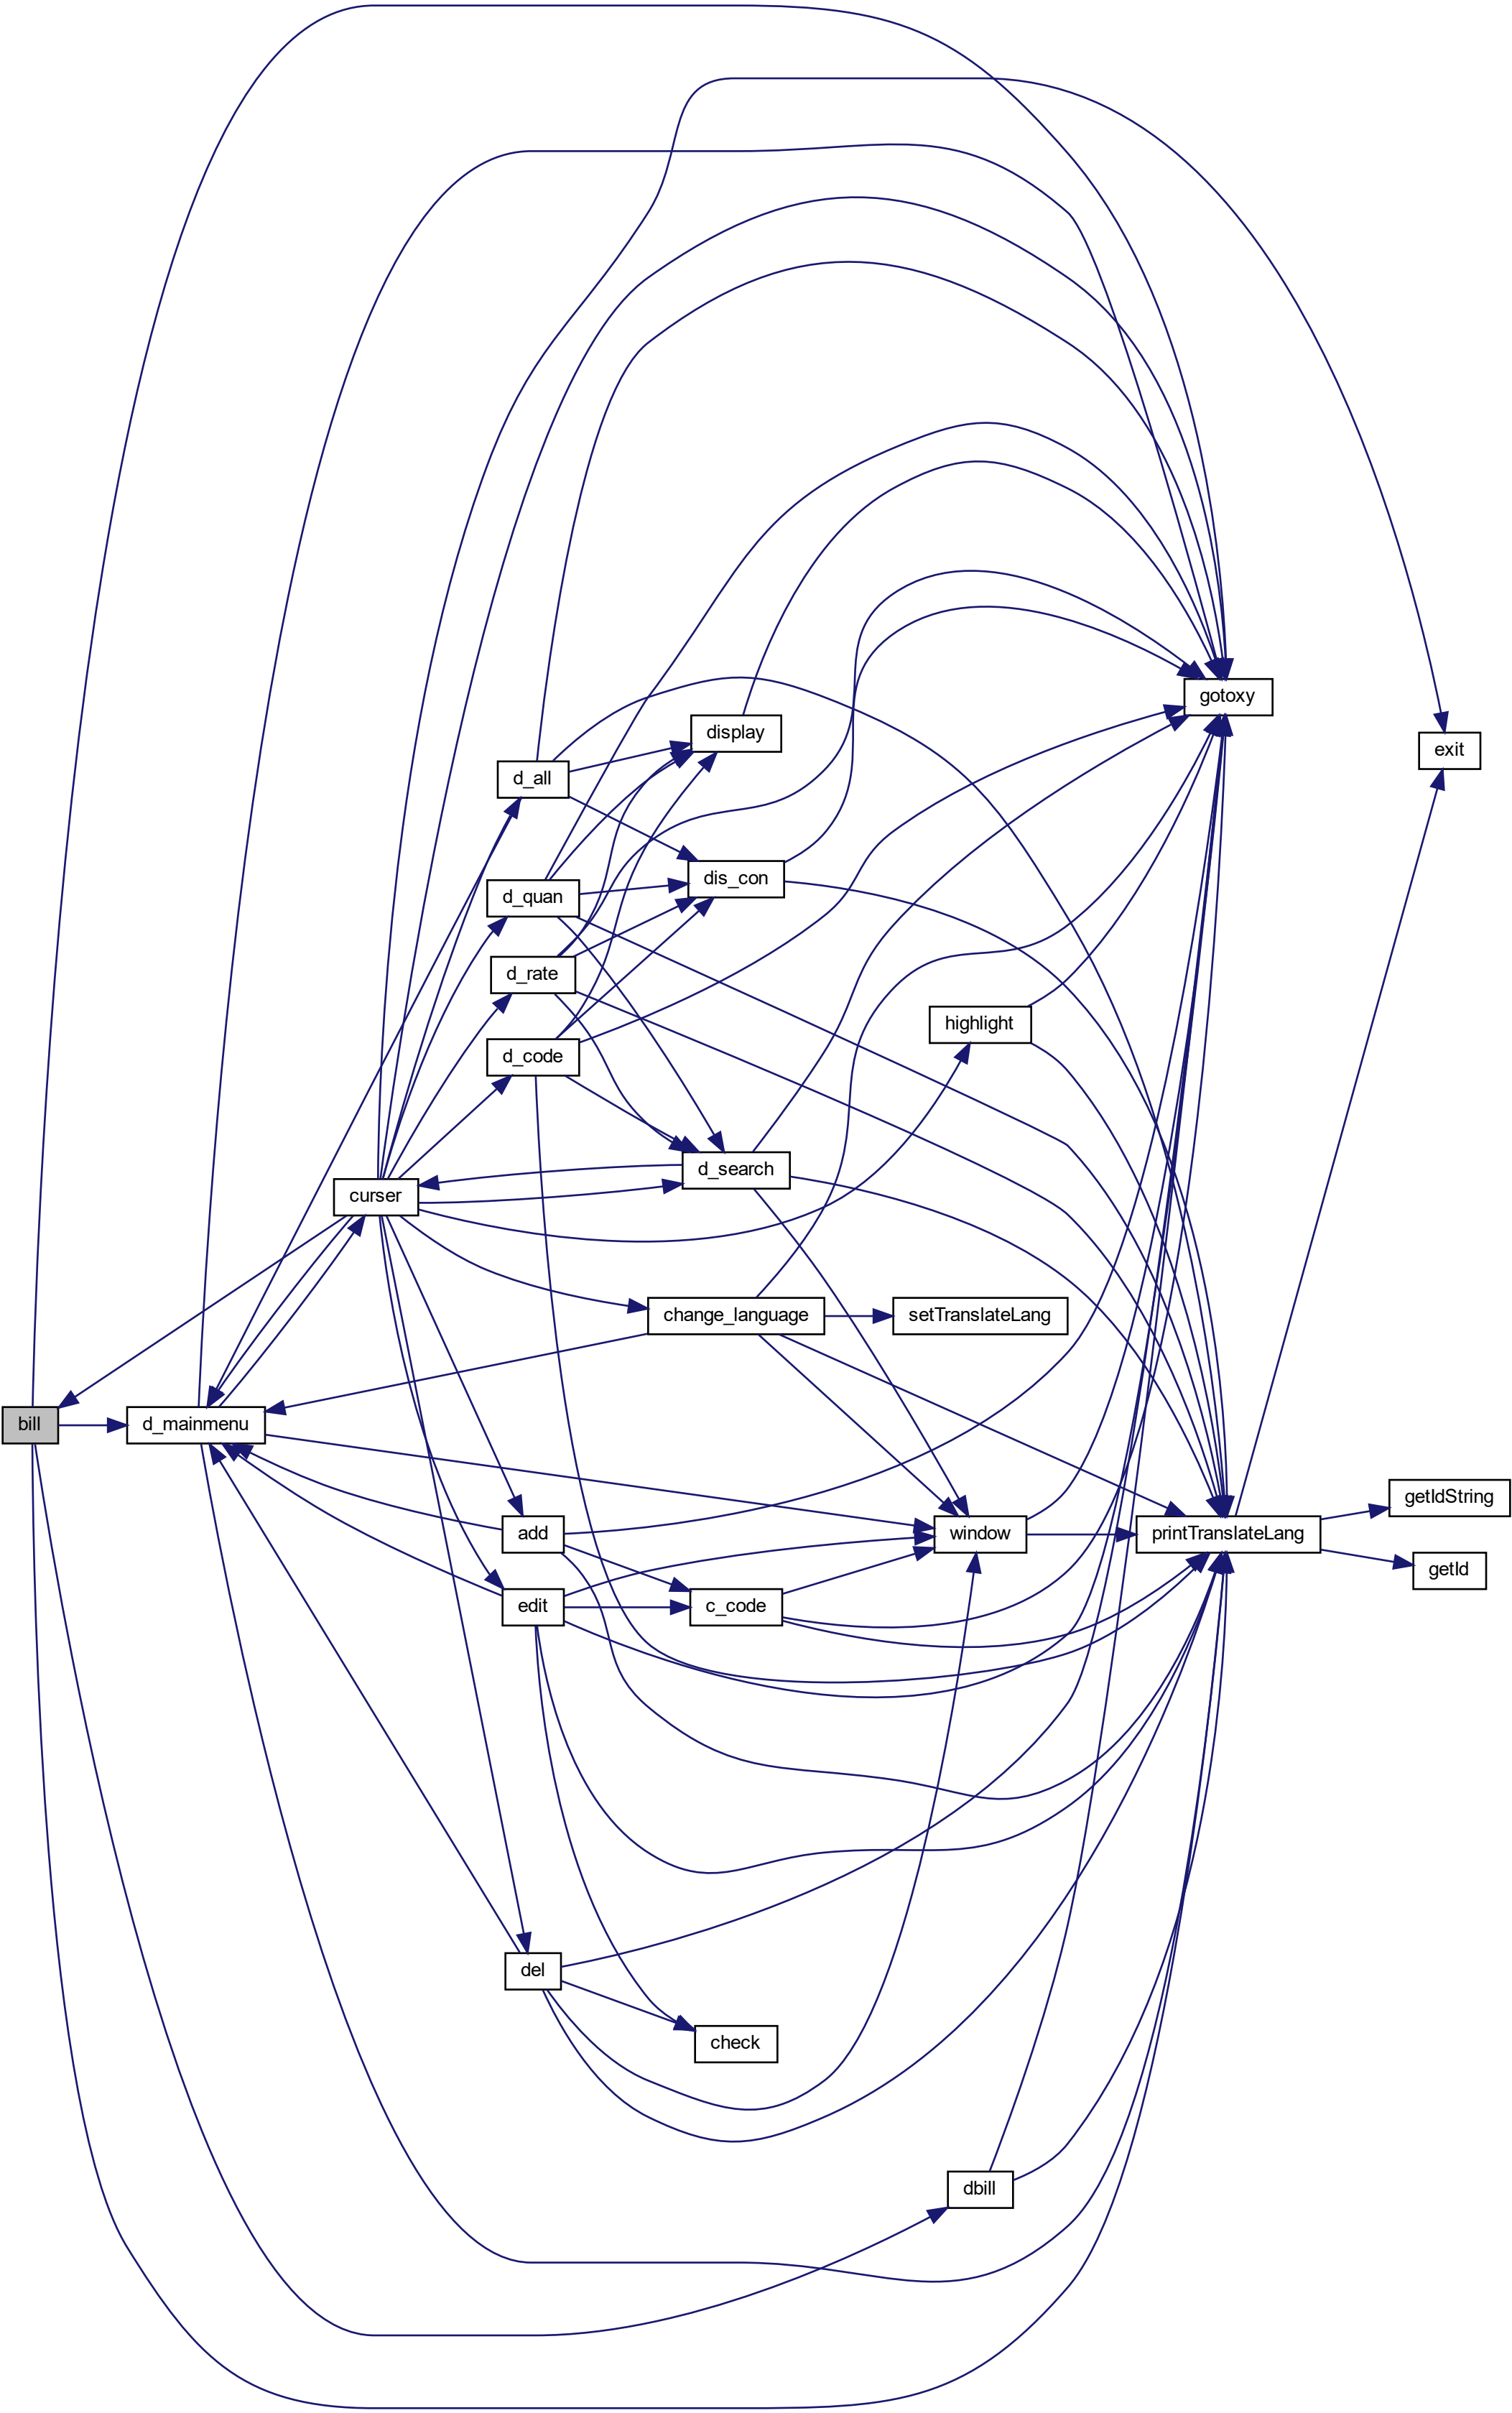 gotoxy
display
exit
d_all
dis_con
d_quan
d_rate
highlight
d_code
d_search
curser
change_language
setTranslateLang
bill
d_mainmenu
getIdString
add
window
printTranslateLang
getId
edit
c_code
del
check
dbill